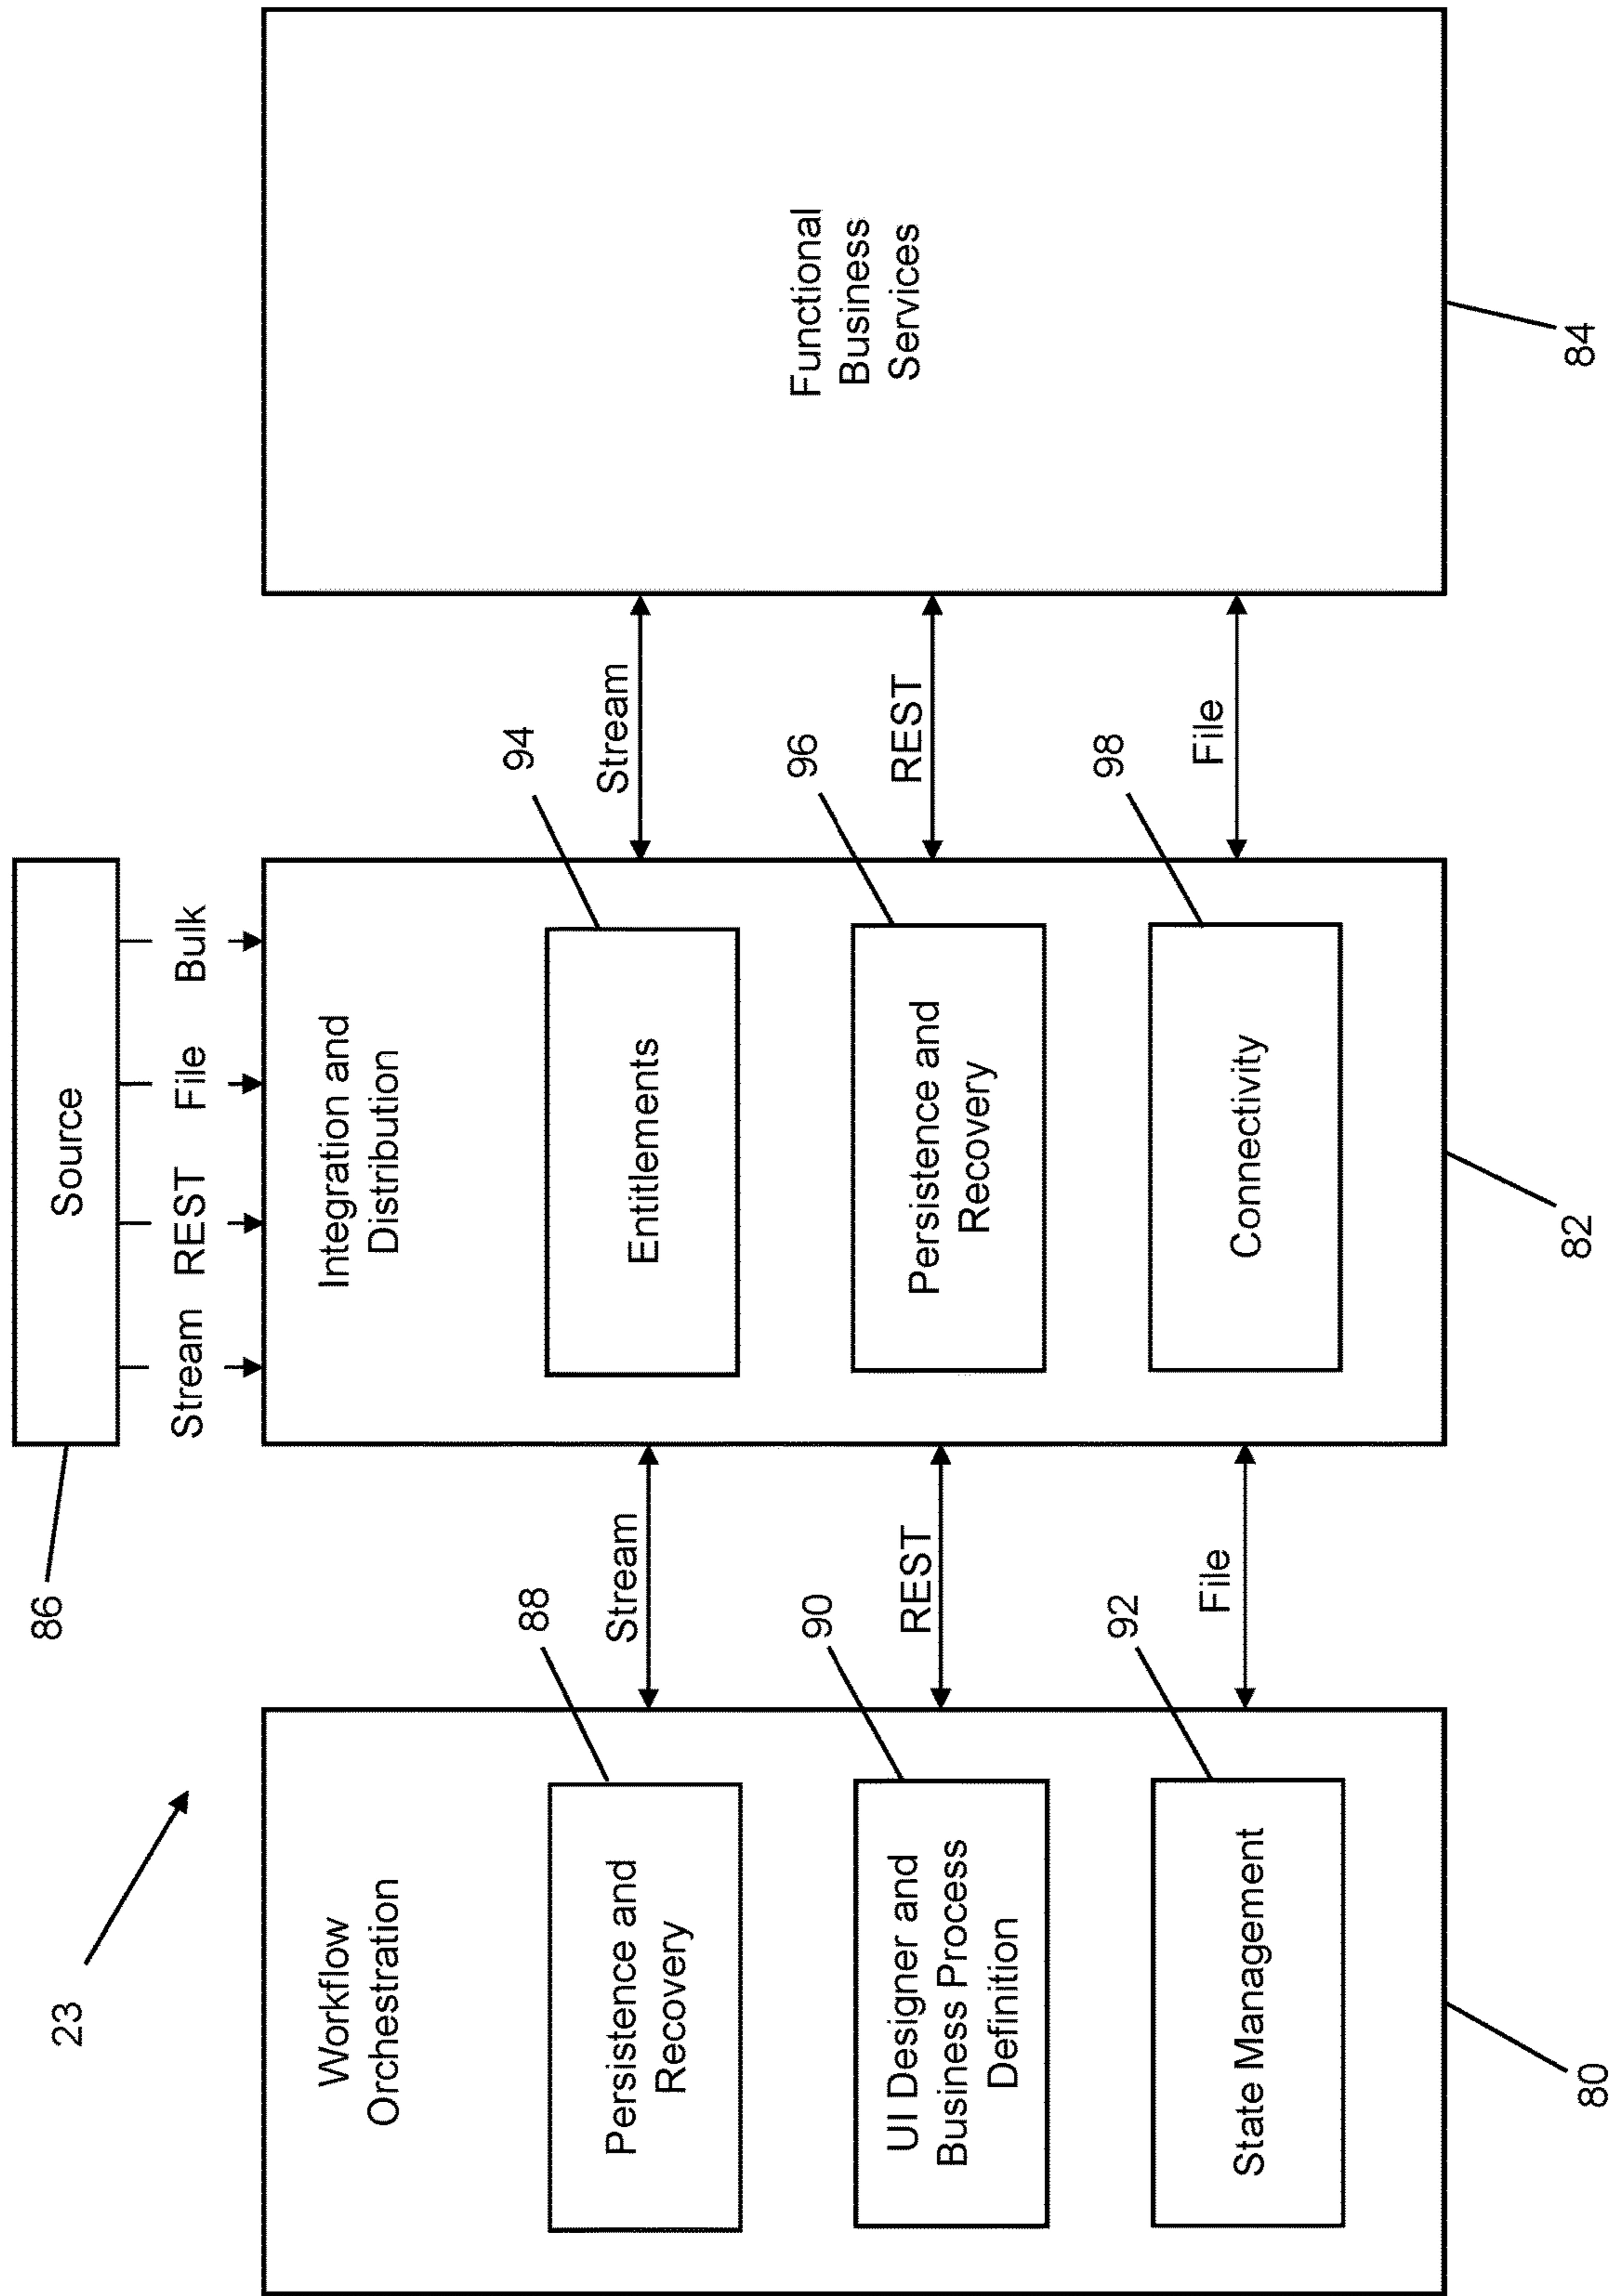 23
86
Source
Stream REST File Bulk
Workflow
Orchestration
88
Persistence and
Recovery
90
UI Designer and
Business Process
Definition
92
State Management
80
Stream
REST
File
Integration and
Distribution
94
Entitlements
96
Persistence and
Recovery
98
Connectivity
82
Stream
REST
File
Functional
Business
Services
84